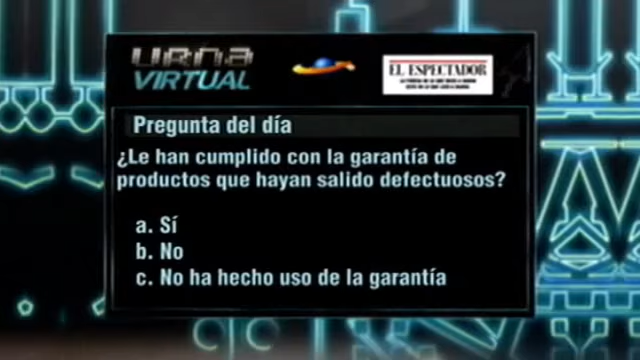 URNA
VIRTUAL
EL ESPECTADOR
Pregunta del día
¿Le han cumplido con la garantía de
productos que hayan salido defectuosos?
a. Sí
b. No
c. No ha hecho uso de la garantía